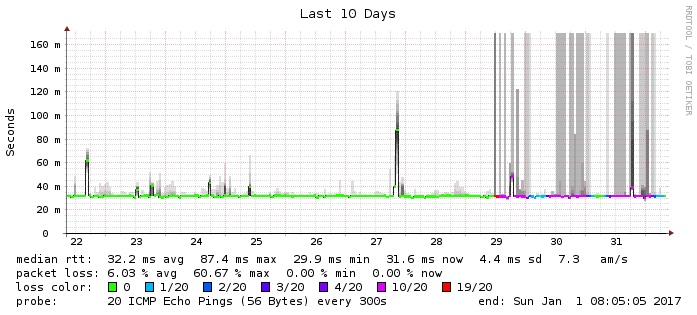 Last 10 Days
RRDTOOL / TOBI OETIKER
Seconds
160 m
140 m
120 m
100 m
80 m
60 m
40 m
20 m
0
22 23 24 25 26 27 28 29 30 31
median rtt: 32.2 ms avg 87.4 ms max 29.9 ms min 31.6 ms now 4.4 ms sd 7.3 am/s
packet loss: 6.03 % avg 60.67 % max 0.00 % min 0.00 % now
loss color: 0 1/20 2/20 3/20 4/20 10/20 19/20
probe: 20 ICMP Echo Pings (56 Bytes) every 300s end: Sun Jan 1 08:05:05 2017